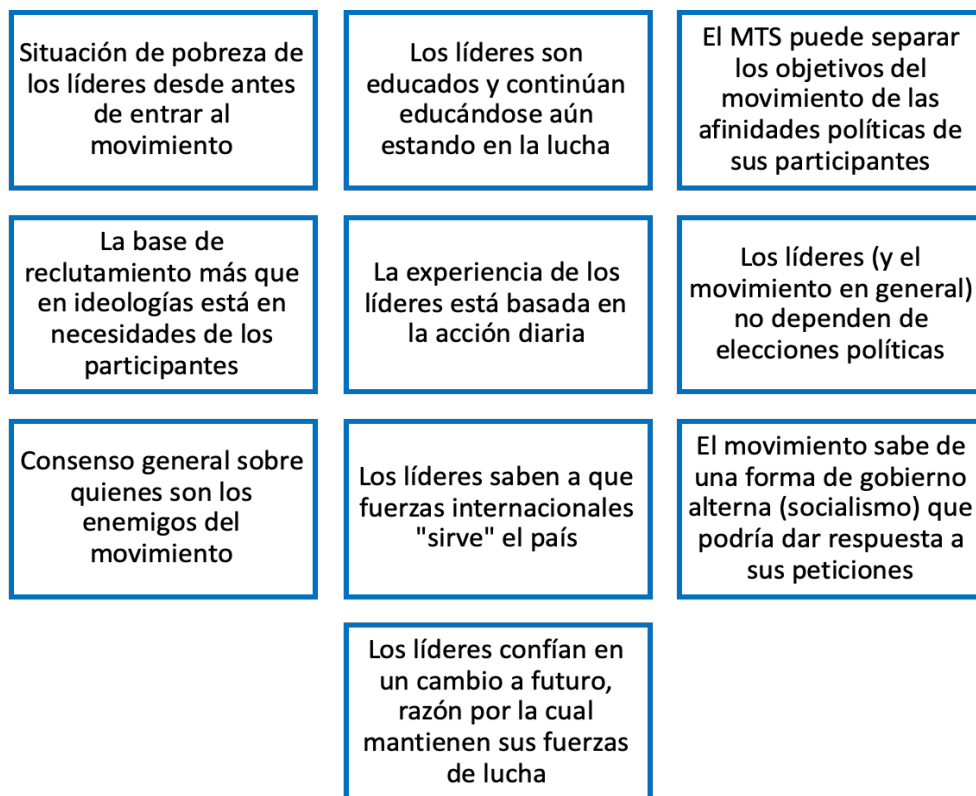 Situación de pobreza de
los líderes desde antes
de entrar al
movimiento
Los líderes son
educados y continúan
educándose aún
estando en la lucha
El MTS puede separar
los objetivos del
movimiento de las
afinidades políticas de
sus participantes
La base de
reclutamiento más que
en ideologías está en
necesidades de los
participantes
La experiencia de los
líderes está basada en
la acción diaria
Los líderes (y el
movimiento en general)
no dependen de
elecciones políticas
Consenso general sobre
quienes son los
enemigos del
movimiento
Los líderes saben a que
fuerzas internacionales
"sirve" el país
El movimiento sabe de
una forma de gobierno
alterna (socialismo) que
podría dar respuesta a
sus peticiones
Los líderes confían en
un cambio a futuro,
razón por la cual
mantienen sus fuerzas
de lucha